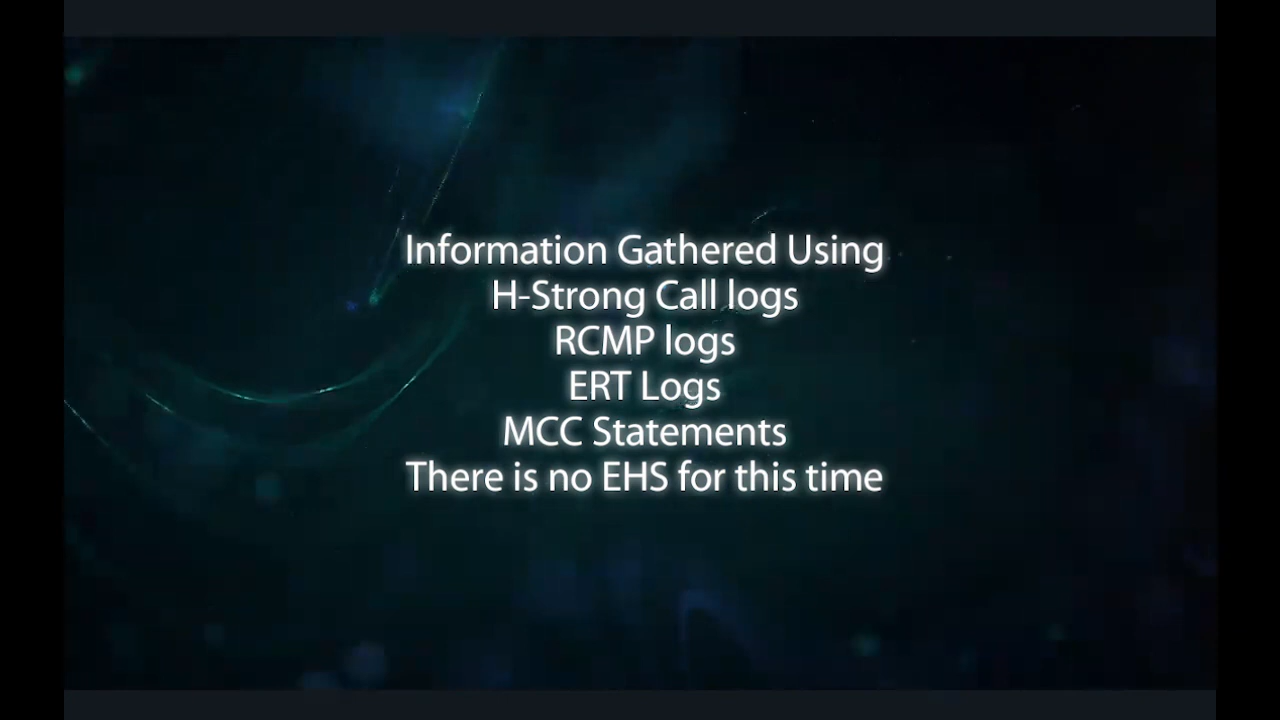 Information Gathered Using
H-Strong Call logs
RCMP logs
ERT Logs
MCC Statements
There is no EHS for this time